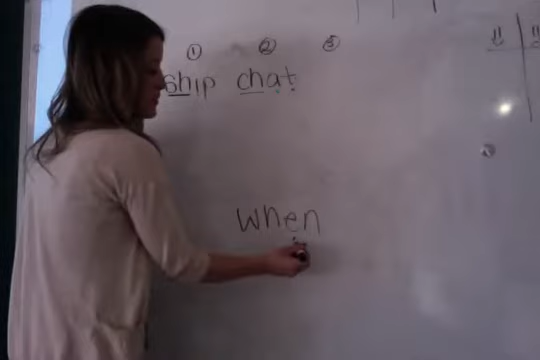 ① ② ③
ship chat
when